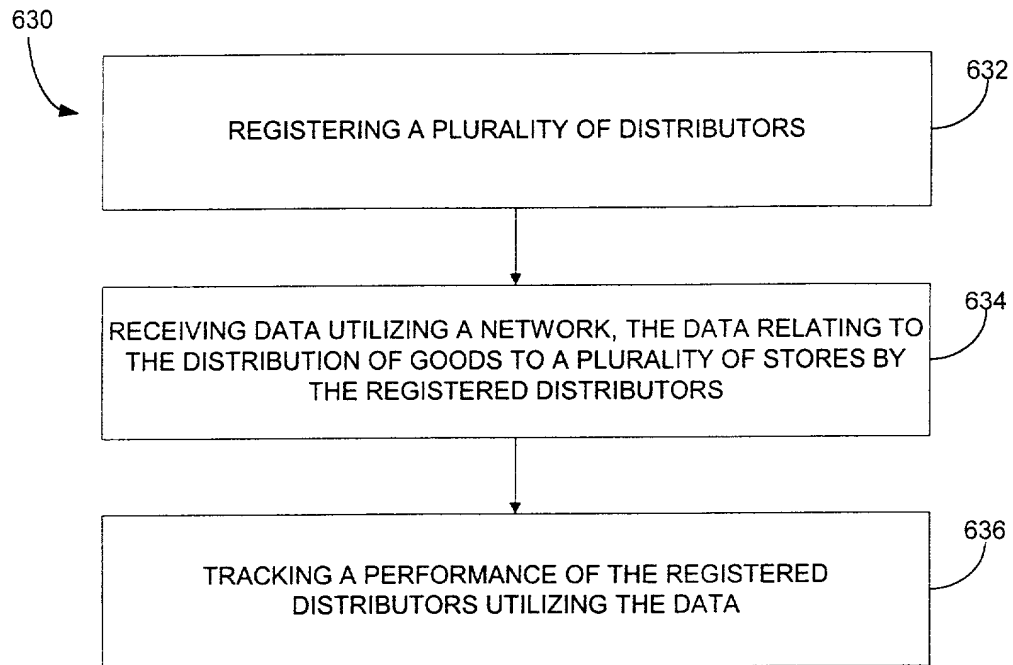 630
632
REGISTERING A PLURALITY OF DISTRIBUTORS
634
RECEIVING DATA UTILIZING A NETWORK, THE DATA RELATING TO
THE DISTRIBUTION OF GOODS TO A PLURALITY OF STORES BY
THE REGISTERED DISTRIBUTORS
636
TRACKING A PERFORMANCE OF THE REGISTERED
DISTRIBUTORS UTILIZING THE DATA